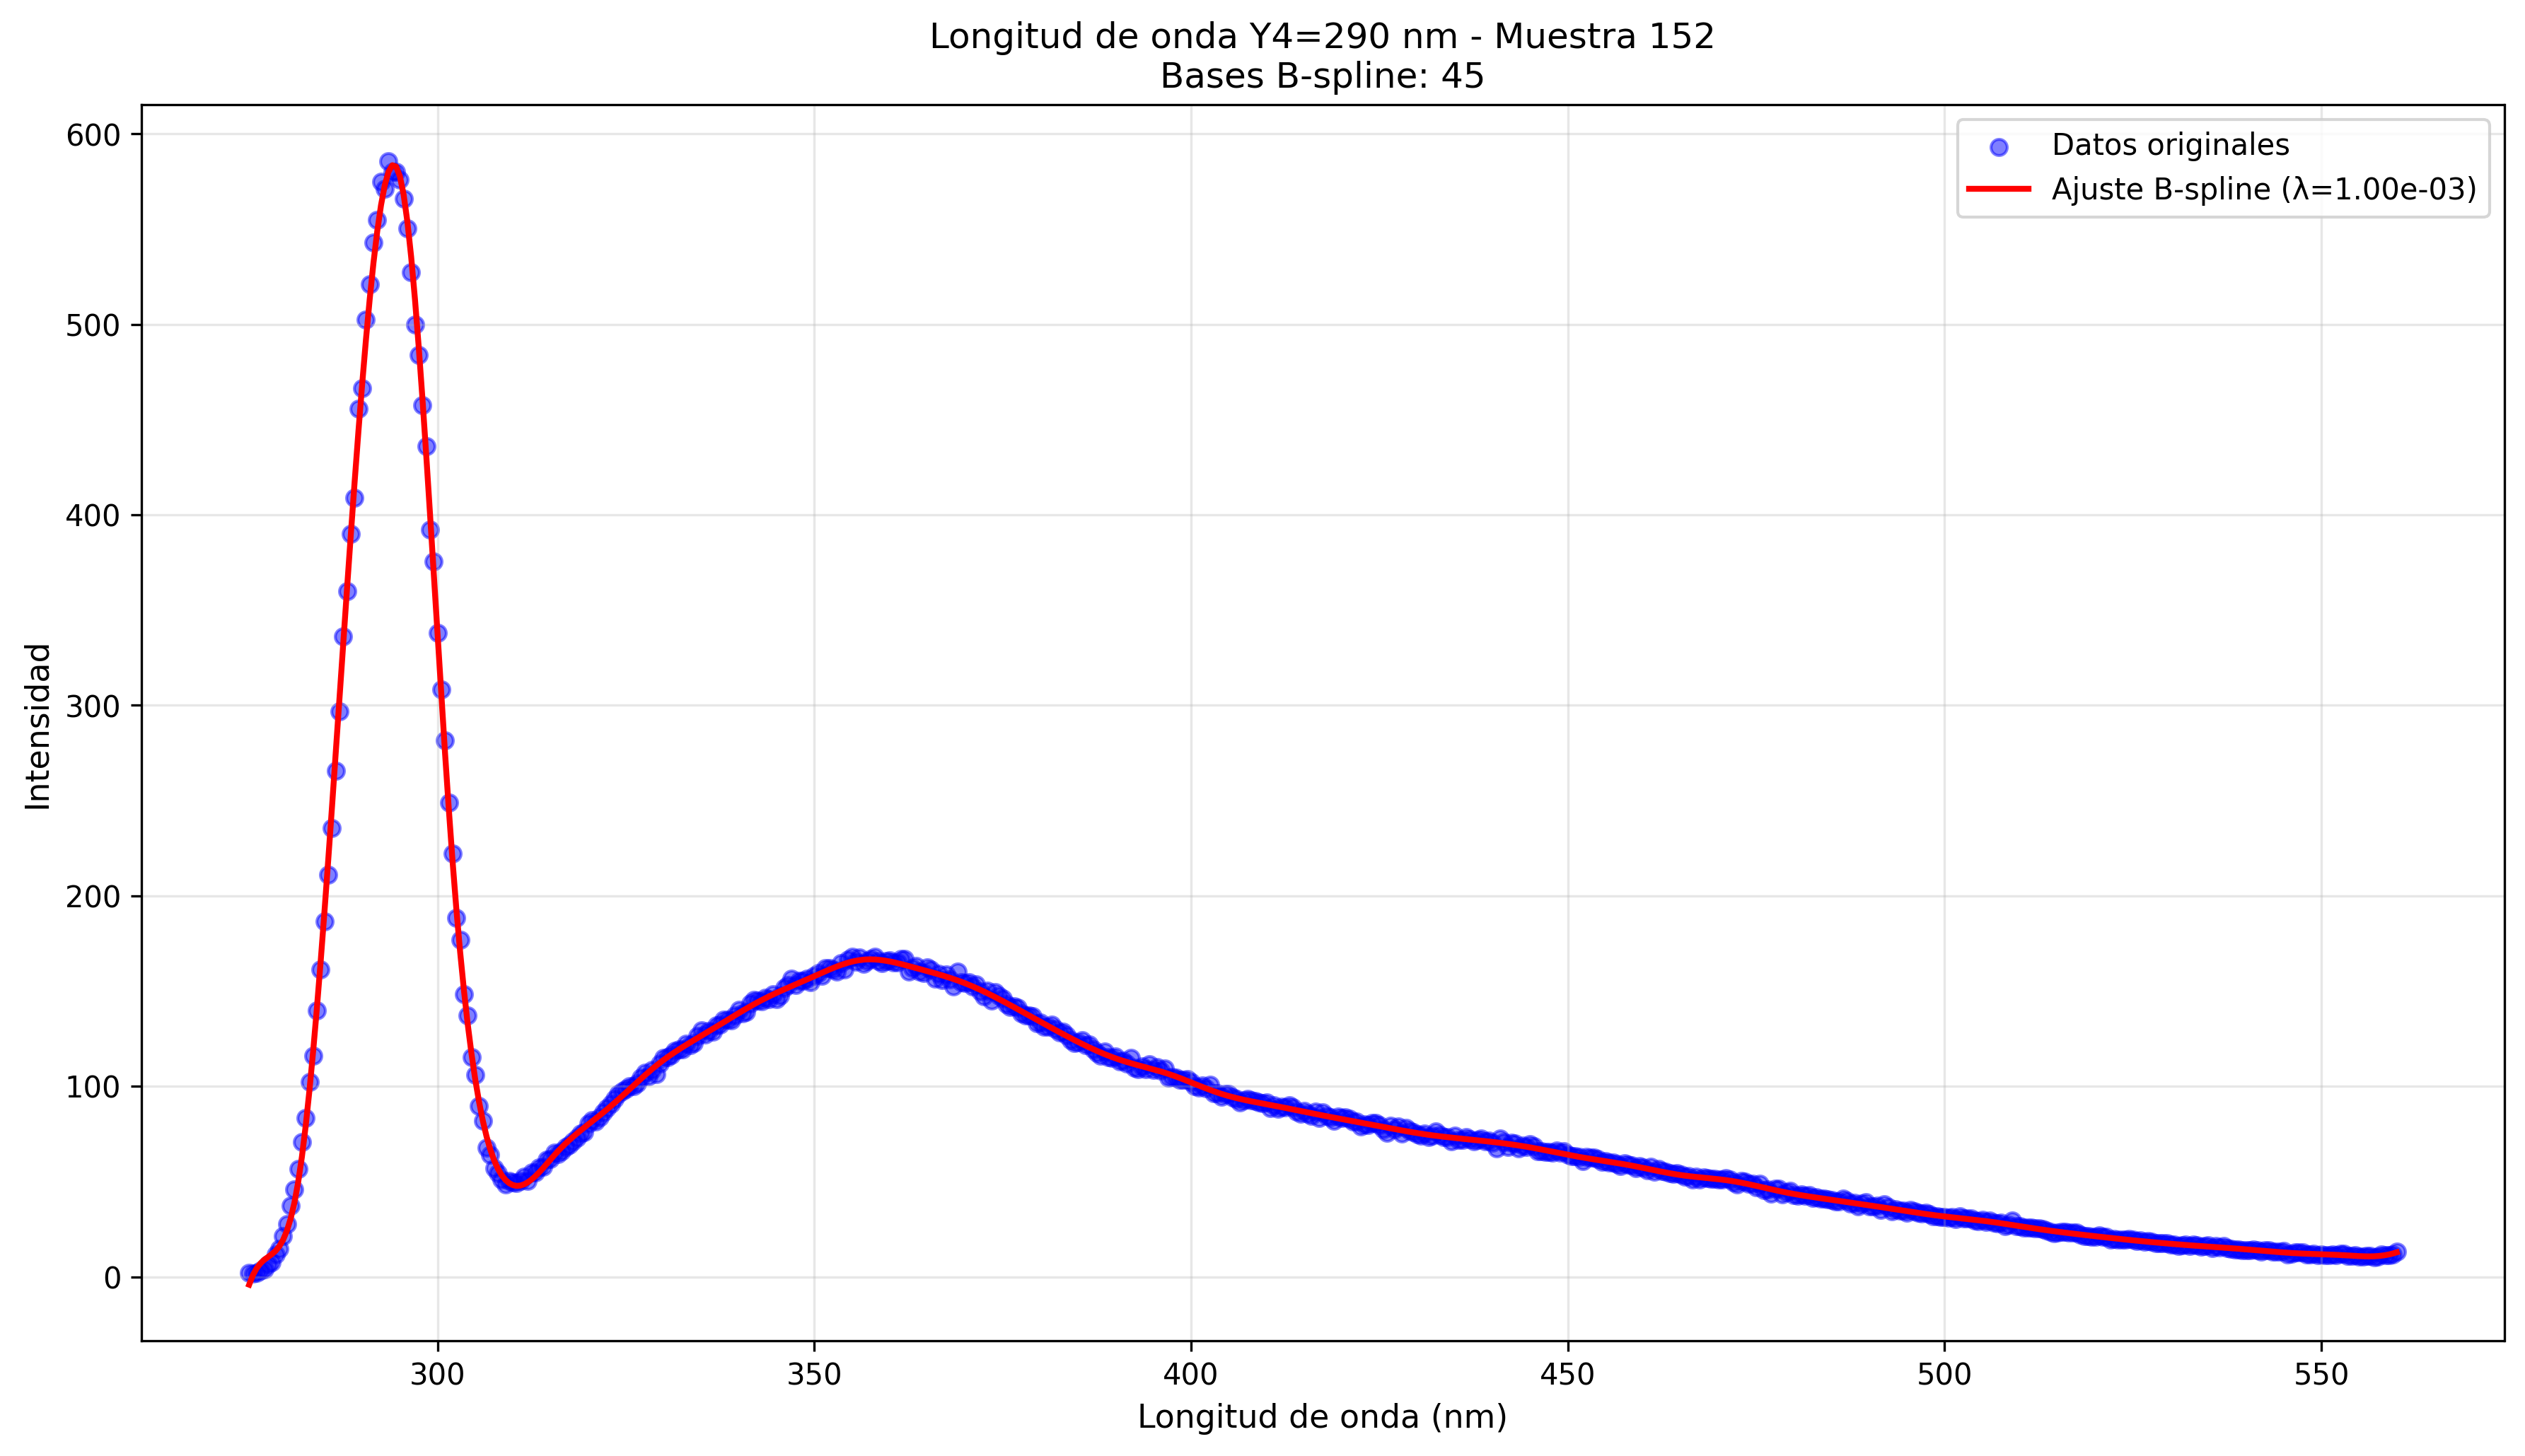 Longitud de onda Y4=290 nm - Muestra 152
Bases B-spline: 45
Datos originales
Ajuste B-spline (λ=1.00e-03)
Intensidad
600
500
400
300
200
100
0
300 350 400 450 500 550
Longitud de onda (nm)